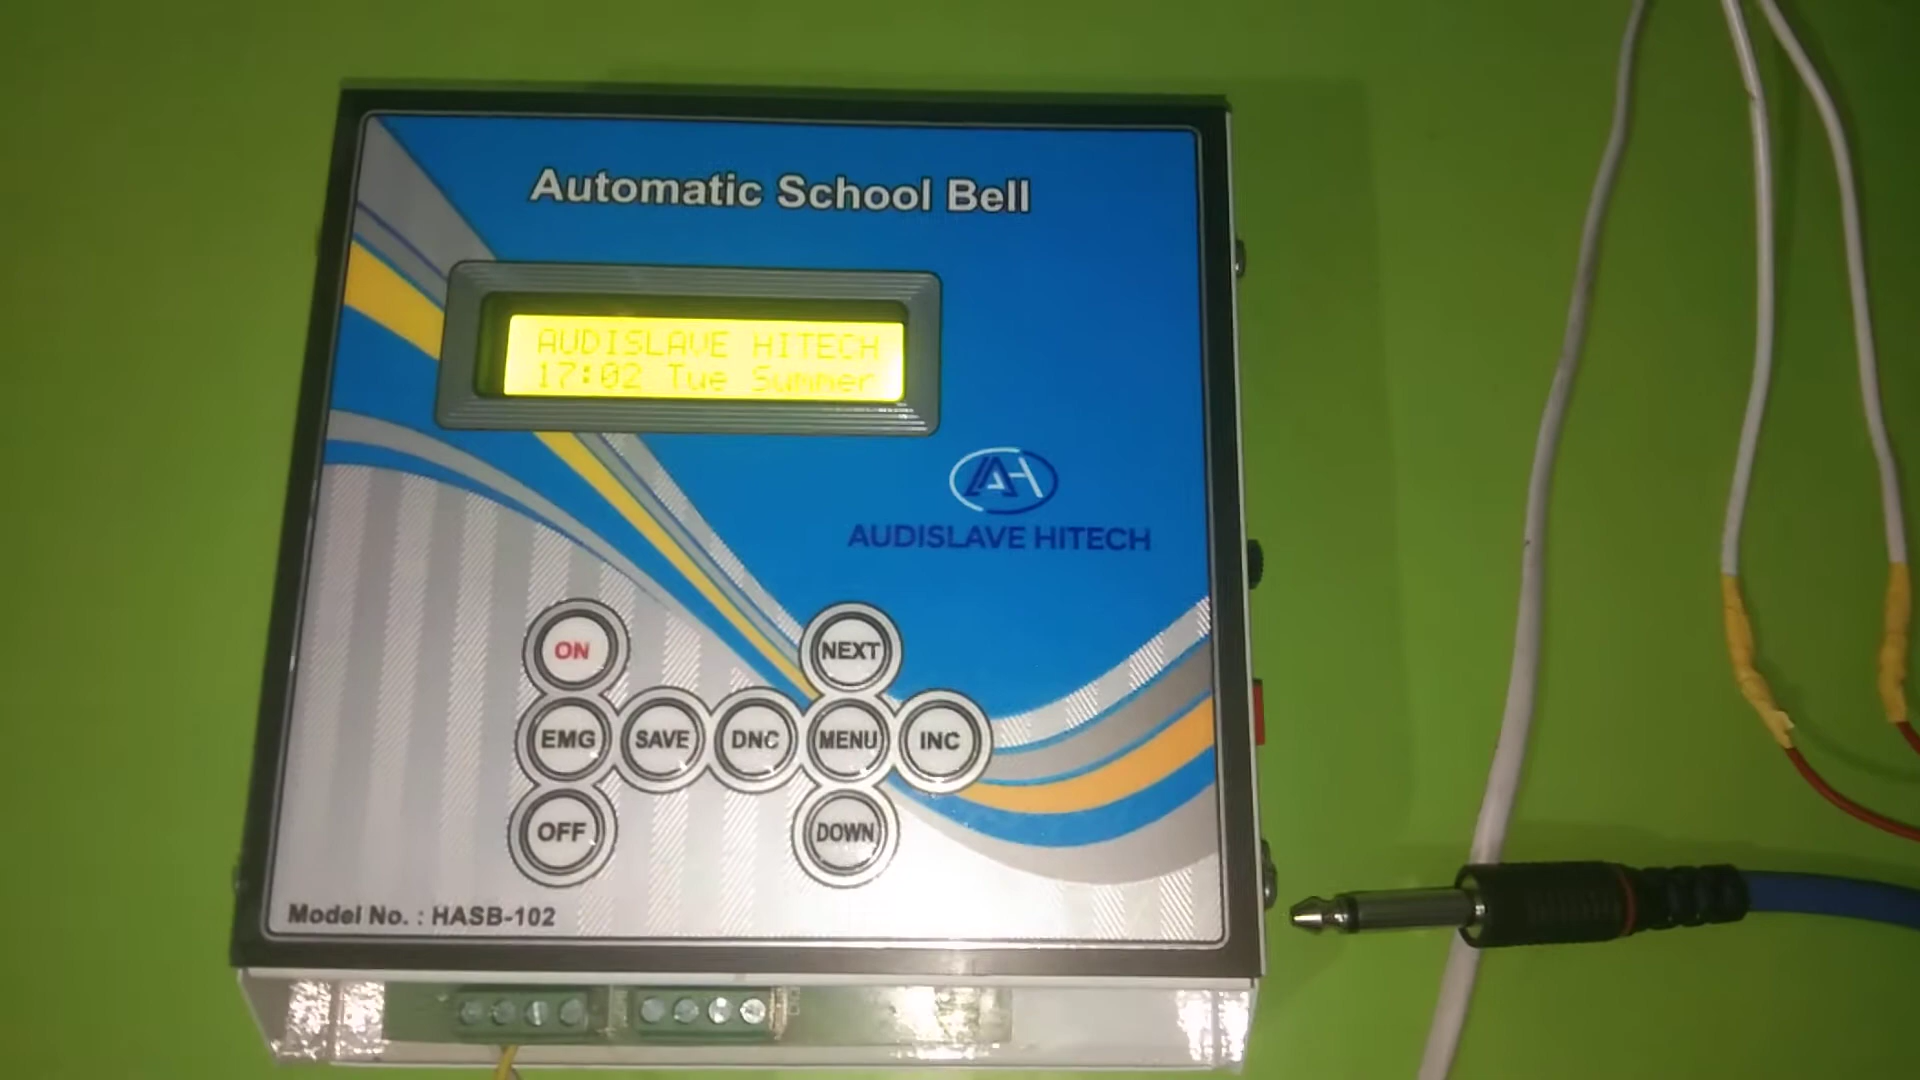 Automatic School Bell
AUDISLAVE HITECH
17:02 Tue Summer
AH
AUDISLAVE HITECH
ON
NEXT
EMG SAVE DNC MENU INC
OFF
DOWN
Model No. : HASB-102